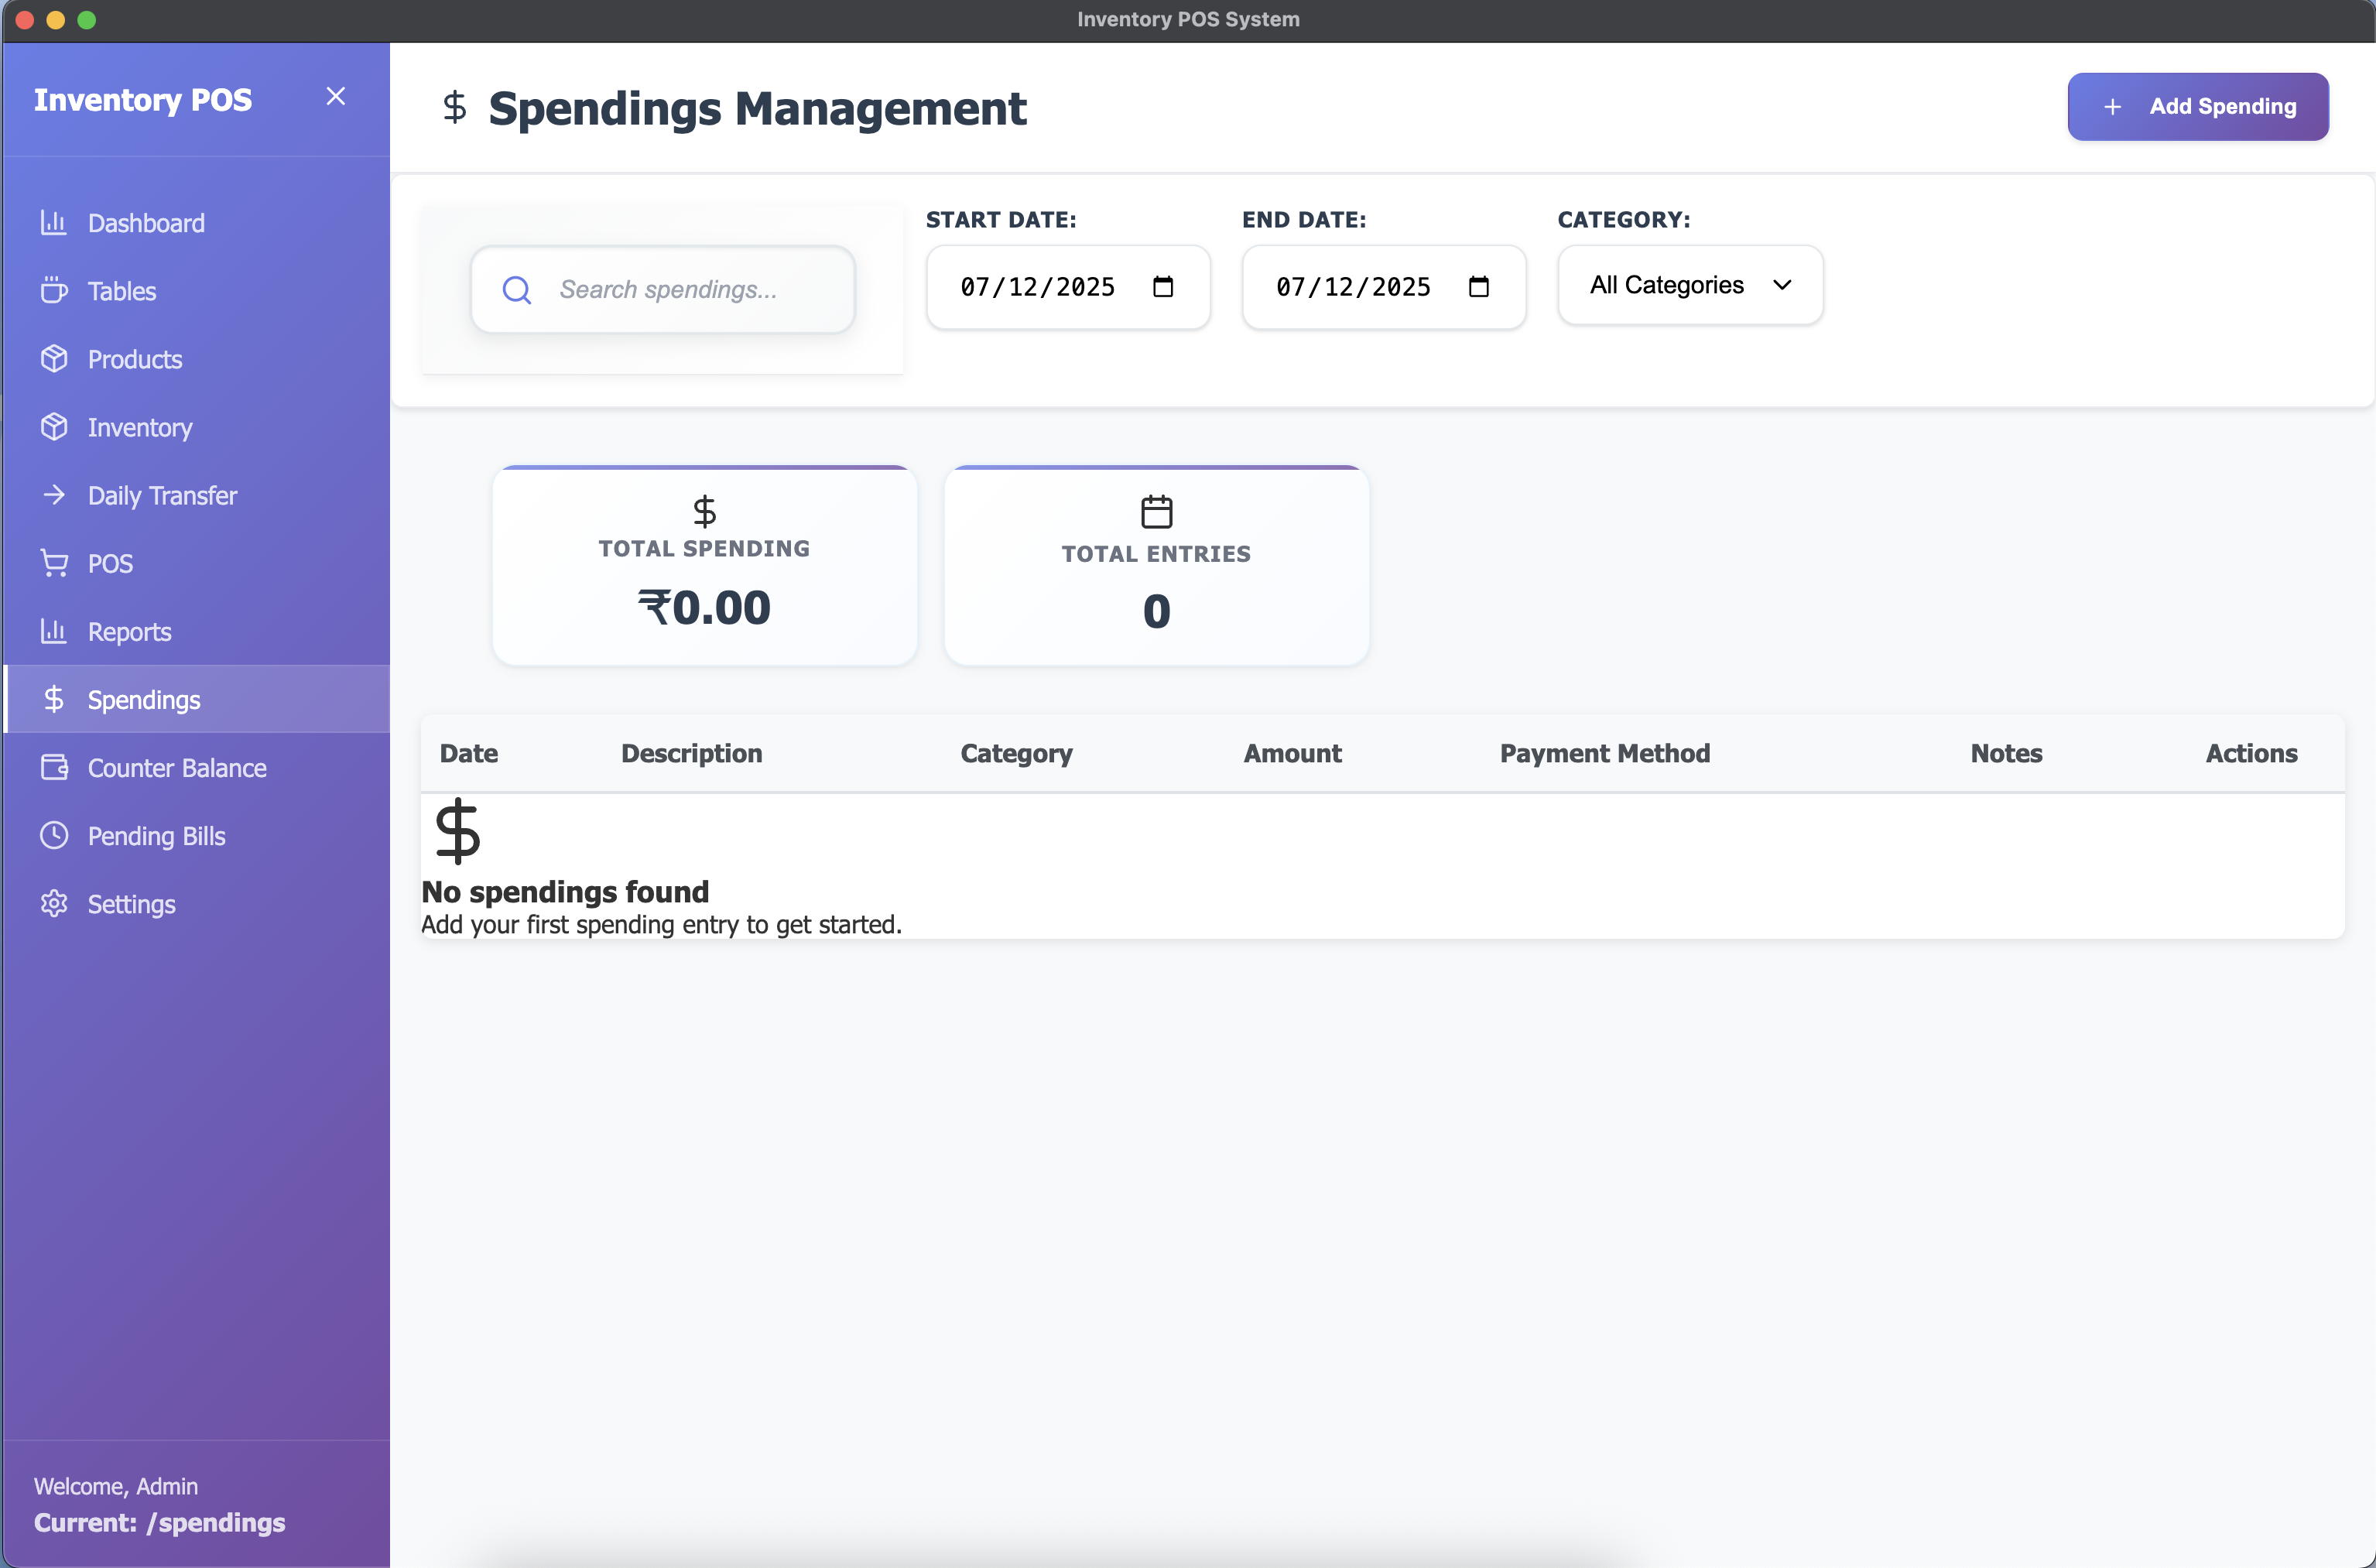 Inventory POS System
Inventory POS
Dashboard
Tables
Products
Inventory
Daily Transfer
POS
Reports
Spendings
Counter Balance
Pending Bills
Settings
Welcome, Admin
Current: /spendings
$ Spendings Management
+ Add Spending
Search spendings...
START DATE:
07/12/2025
END DATE:
07/12/2025
CATEGORY:
All Categories
$
TOTAL SPENDING
₹0.00
TOTAL ENTRIES
0
Date Description Category Amount Payment Method Notes Actions
$
No spendings found
Add your first spending entry to get started.